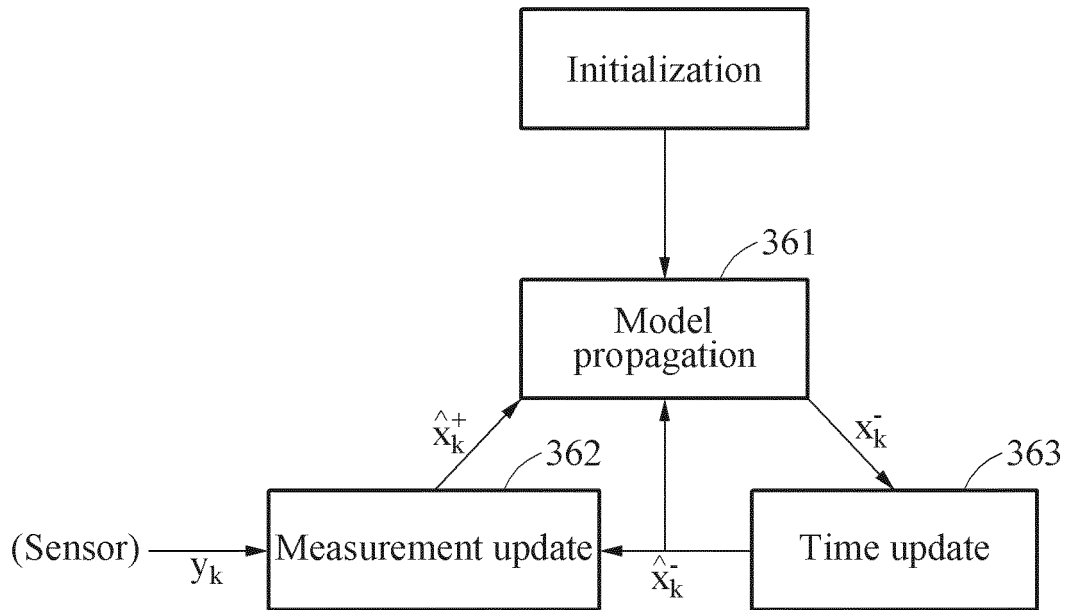 Initialization
361
Model
propagation
x̂ₖ⁺
xₖ⁻
362
363
(Sensor)
yₖ
Measurement update
x̂ₖ⁻
Time update